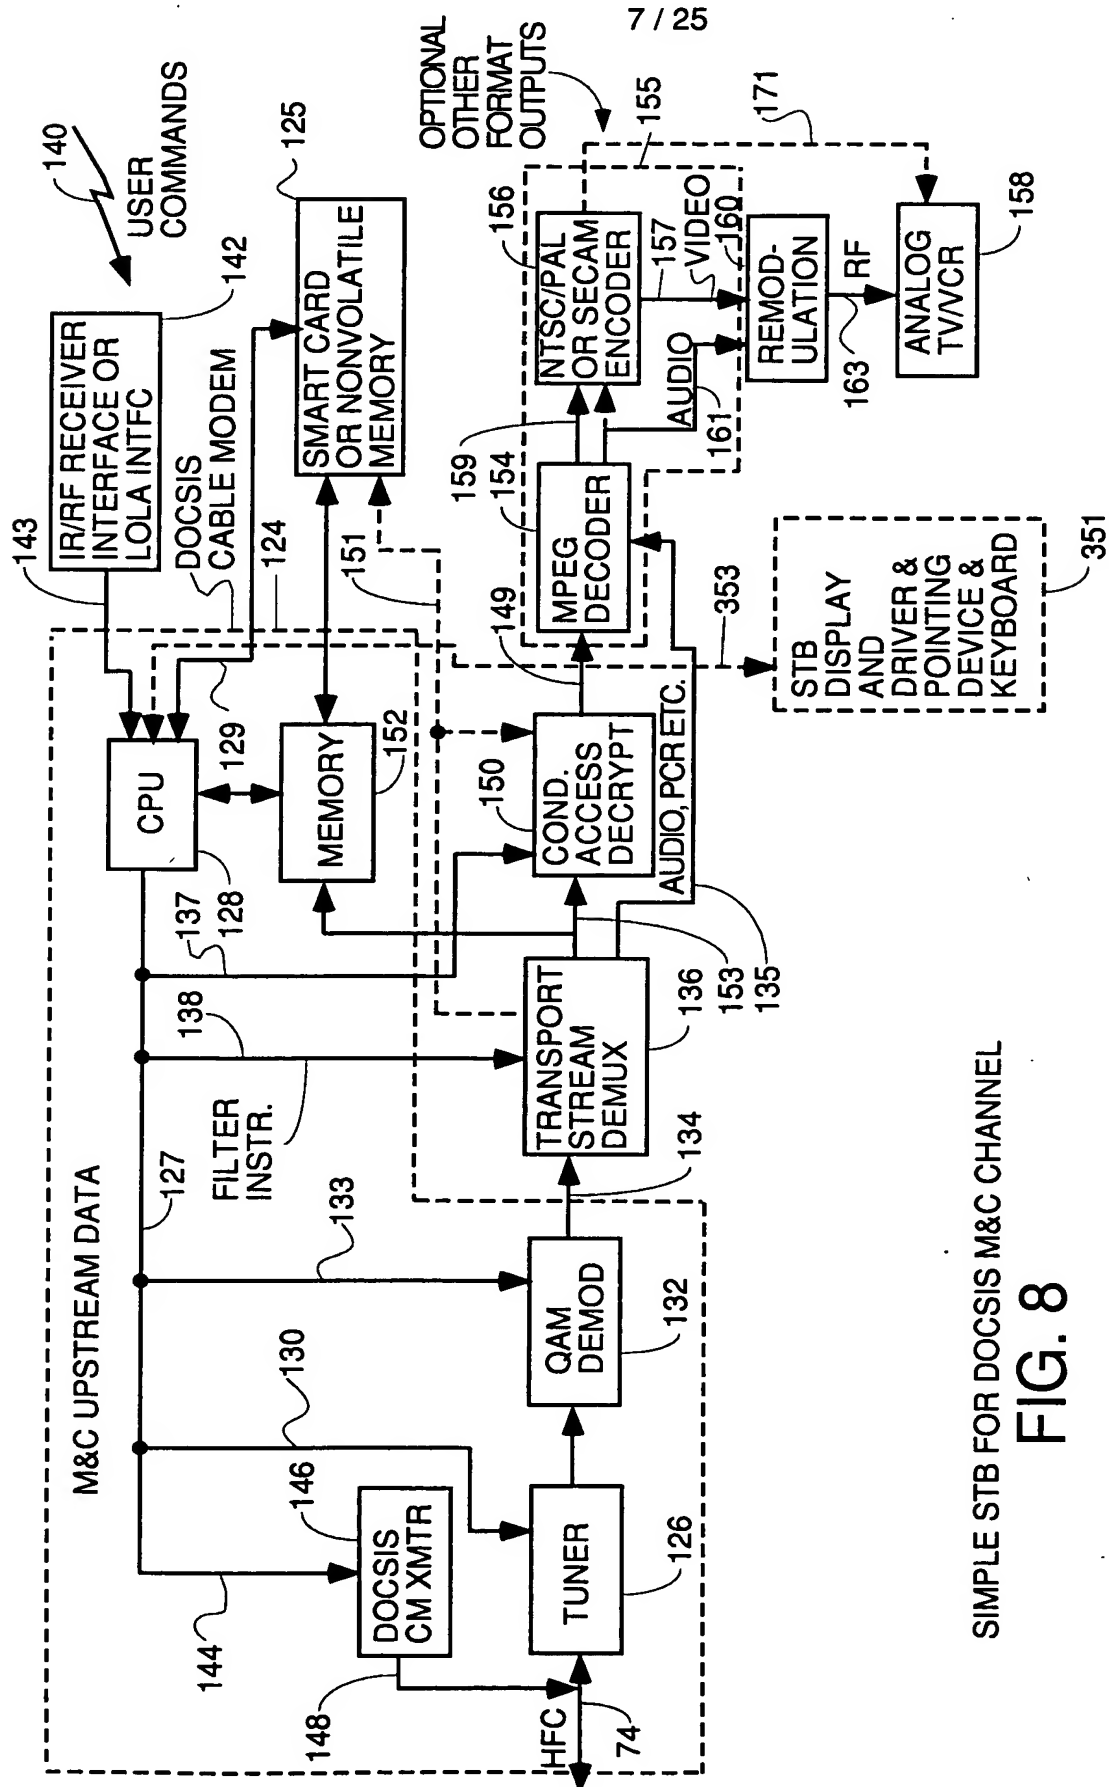 7 / 25
140
USER
COMMANDS
IR/RF RECEIVER
INTERFACE OR
LOLA INTFC
142
143
DOCSIS
CABLE MODEM
124
125
SMART CARD
OR NONVOLATILE
MEMORY
OPTIONAL
OTHER
FORMAT
OUTPUTS
155
171
M&C UPSTREAM DATA
127
CPU
128
129
137
138
FILTER
INSTR.
133
130
144
DOCSIS
CM XMTR
146
148
HFC
74
TUNER
126
QAM
DEMOD
132
134
TRANSPORT
STREAM
DEMUX
136
153
135
MEMORY
152
151
COND.
ACCESS
DECRYPT
150
149
AUDIO, PCR ETC.
MPEG
DECODER
154
159
NTSC/PAL
OR SECAM
ENCODER
156
157
VIDEO
AUDIO
161
160
REMOD-
ULATION
RF
163
ANALOG
TV/VCR
158
353
STB
DISPLAY
AND
DRIVER &
POINTING
DEVICE &
KEYBOARD
351
SIMPLE STB FOR DOCSIS M&C CHANNEL
FIG. 8